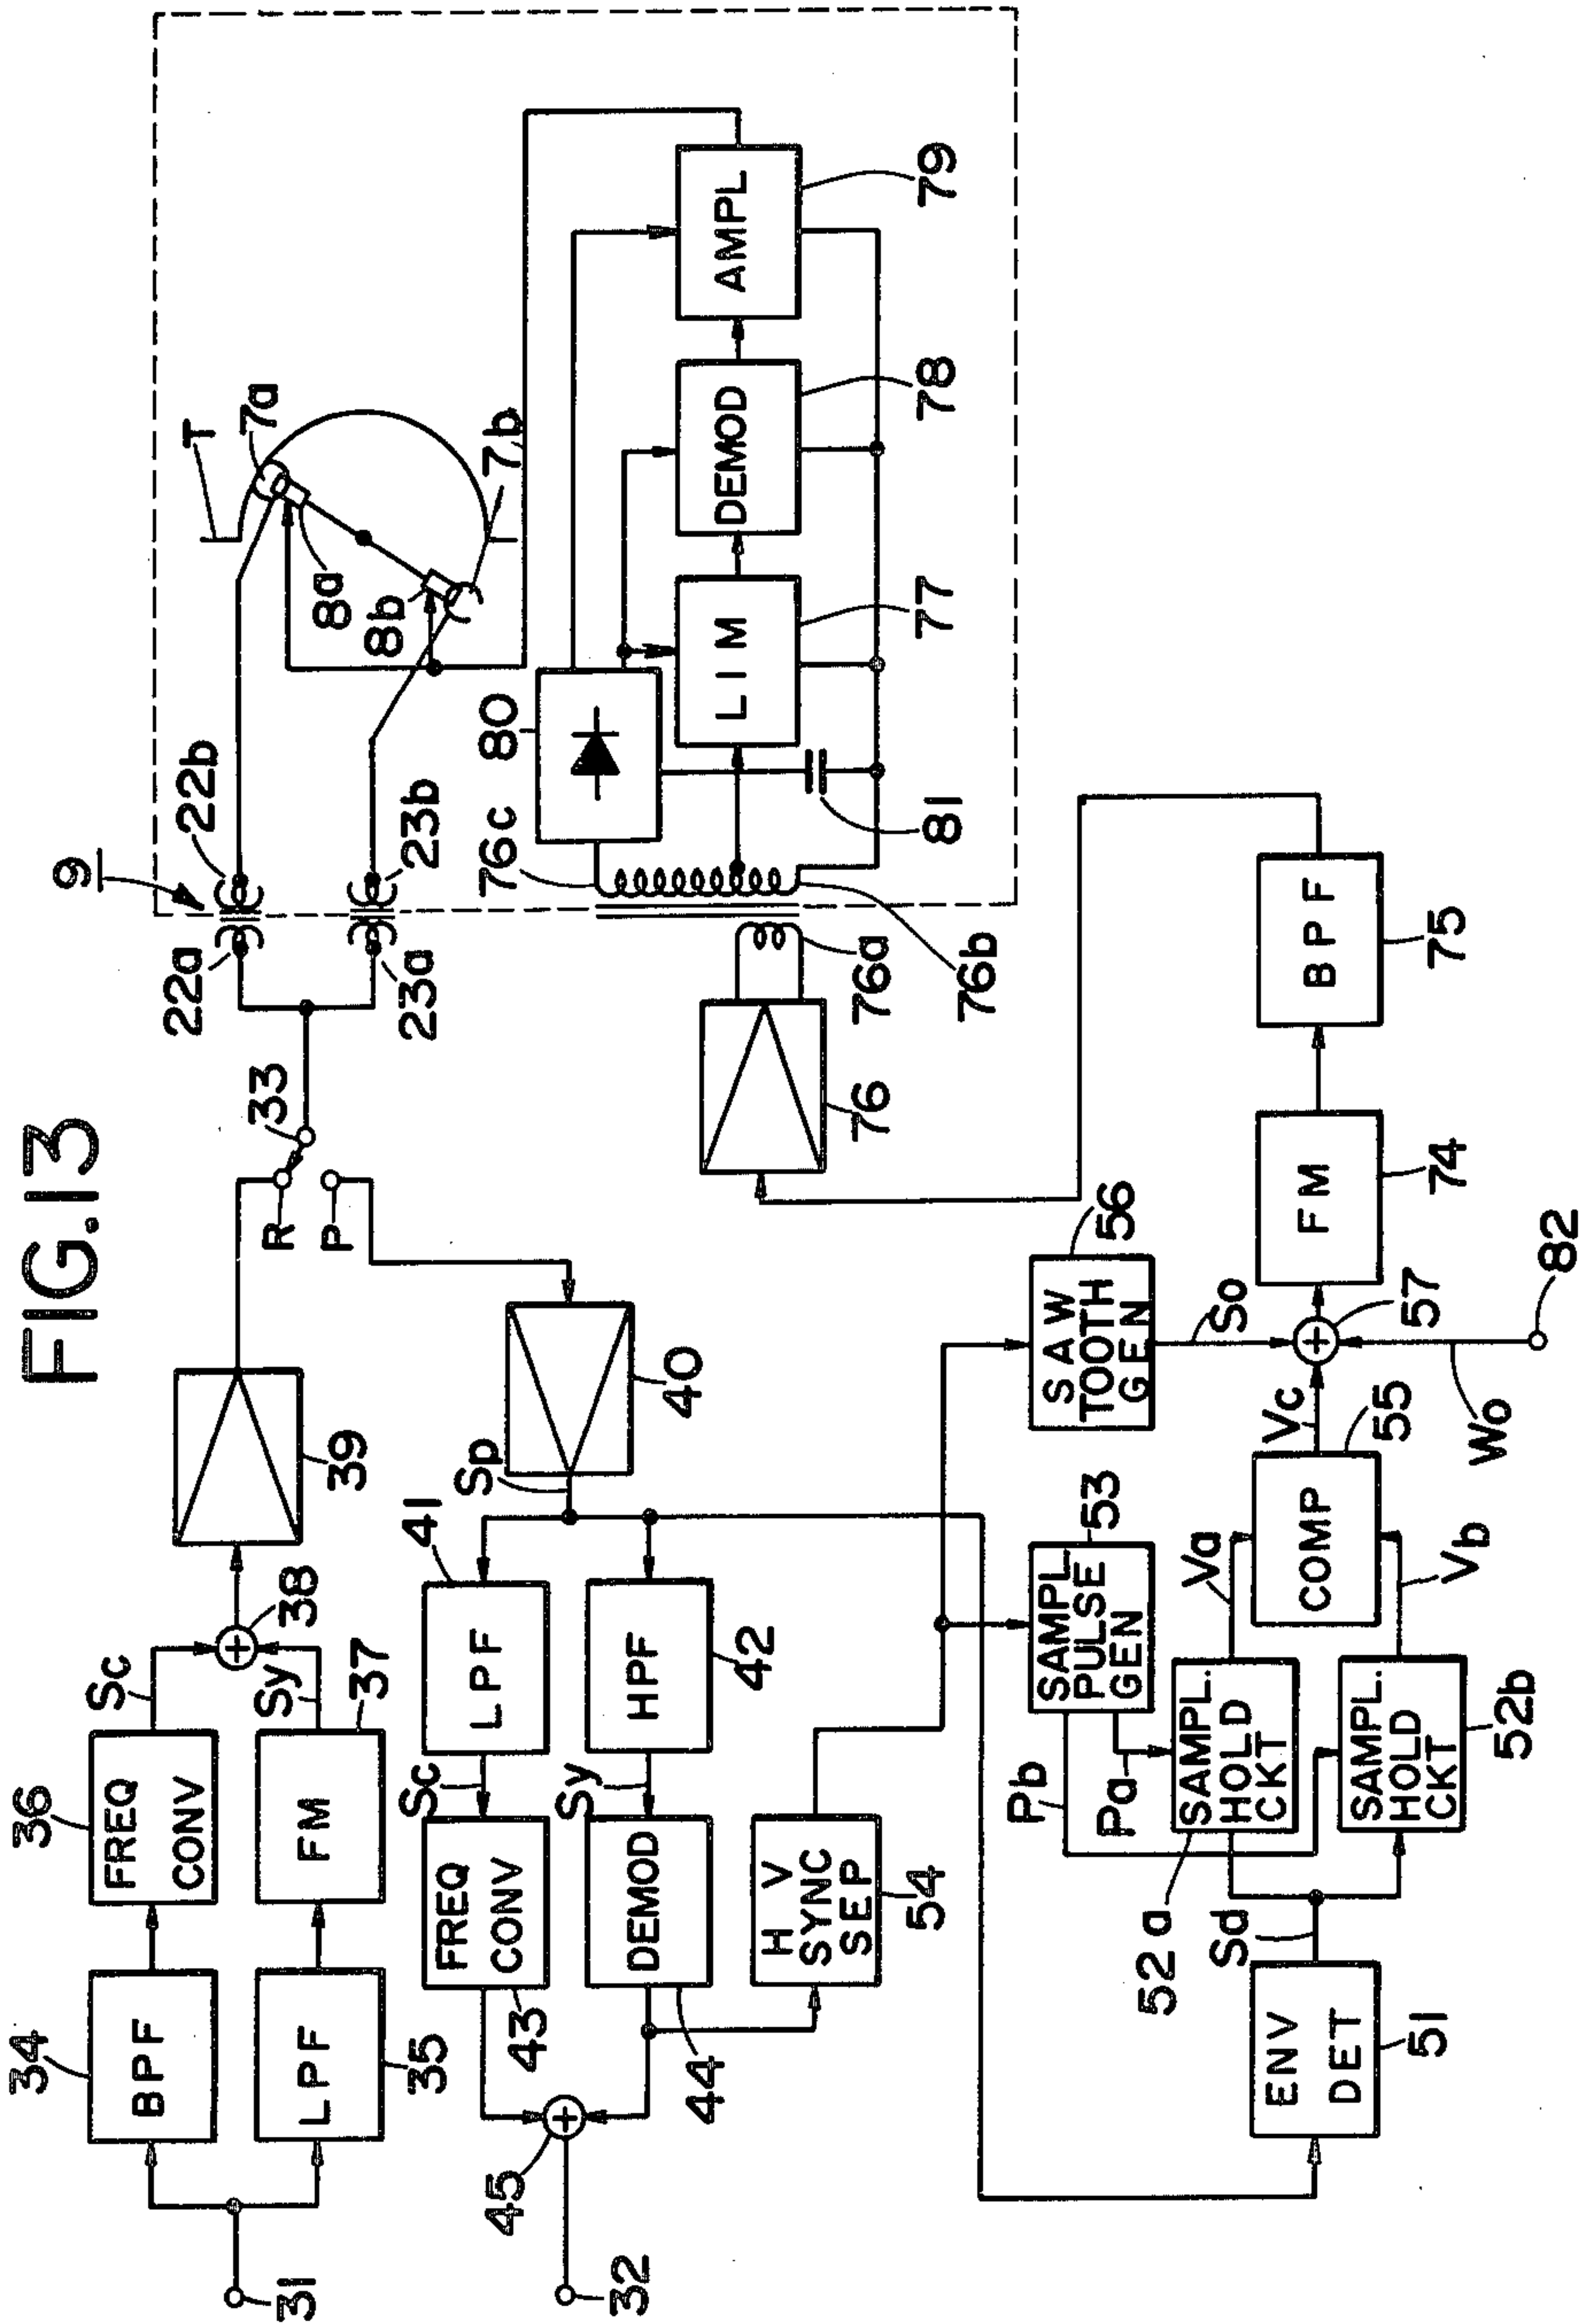 FIG.13
34
BPF
36
FREQ
CONV
Sc
38
39
31
LPF
35
FM
37
Sy
R
P
33
9
22a
22b
23a
23b
T
7a
8a
8b
7b
41
LPF
Sp
40
Sc
FREQ
CONV
43
HPF
42
Sy
DEMOD
44
45
32
H V
SYNC
SEP
54
76
76a
76b
76c
80
81
LIM
77
DEMOD
78
AMPL
79
SAMPL.
PULSE
GEN
53
Pb
Pa
SAW
TOOTH
GEN
56
So
ENV
DET
51
Sd
52a
SAMPL.
HOLD
CKT
SAMPL.
HOLD
CKT
52b
Va
Vb
COMP
55
Vc
57
Wo
82
FM
74
BPF
75